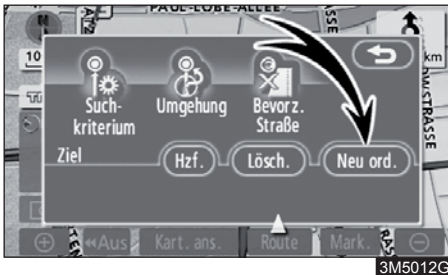 PAUL-LÖBE-ALLEE
N
10
km
Such-
kriterium
Umgehung
Bevorz.
Straße
Ziel
Hzf.
Lösch.
Neu ord.
Aus
Kart. ans.
Route
Mark.
3M5012G